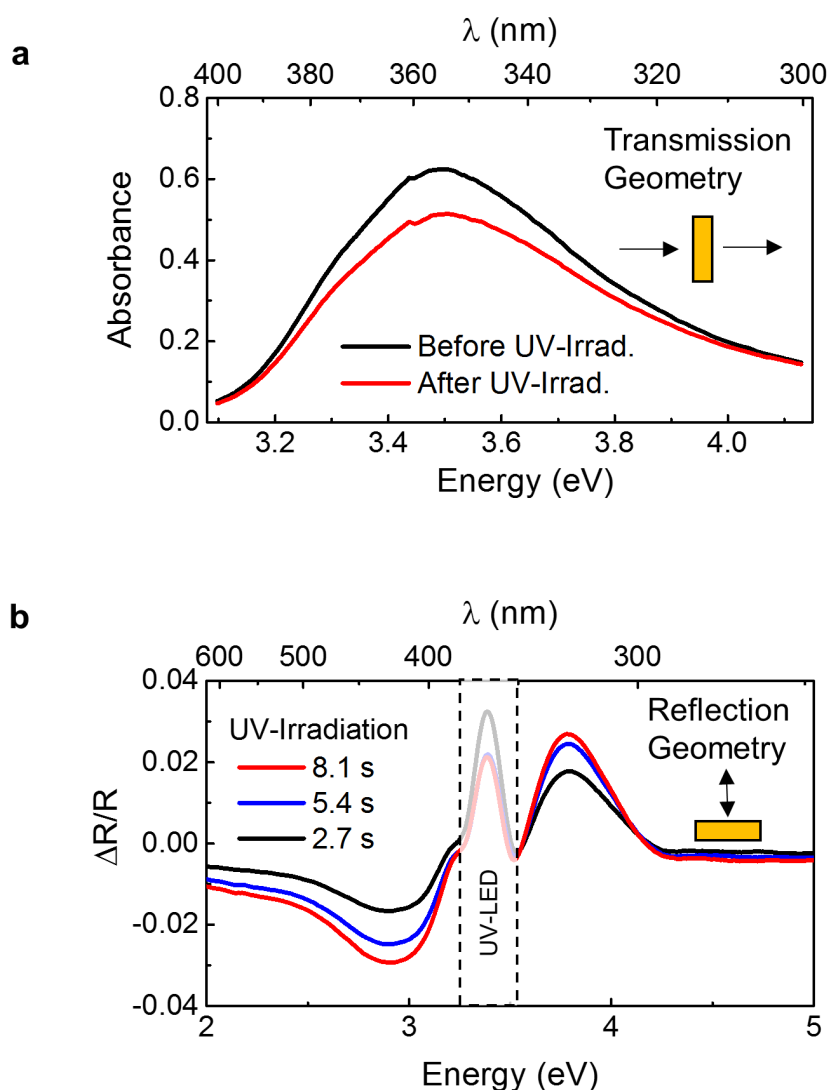 a
λ (nm)
400 380 360 340 320 300
0.8
0.6
0.4
0.2
0.0
Absorbance
Transmission
Geometry
Before UV-Irrad.
After UV-Irrad.
3.2 3.4 3.6 3.8 4.0
Energy (eV)
b
λ (nm)
600 500 400 300
0.04
0.02
0.00
-0.02
-0.04
ΔR/R
UV-Irradiation
8.1 s
5.4 s
2.7 s
UV-LED
Reflection
Geometry
2 3 4 5
Energy (eV)